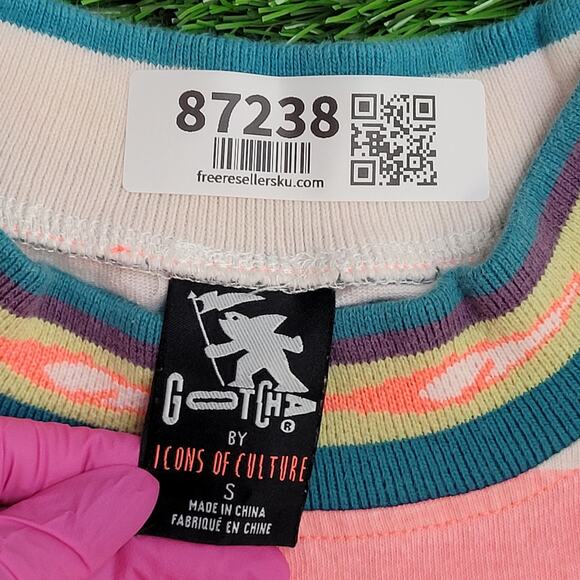 87238
freeresellersku.com
GOTCHA®
BY
ICONS OF CULTURE
S
MADE IN CHINA
FABRIQUÉ EN CHINE